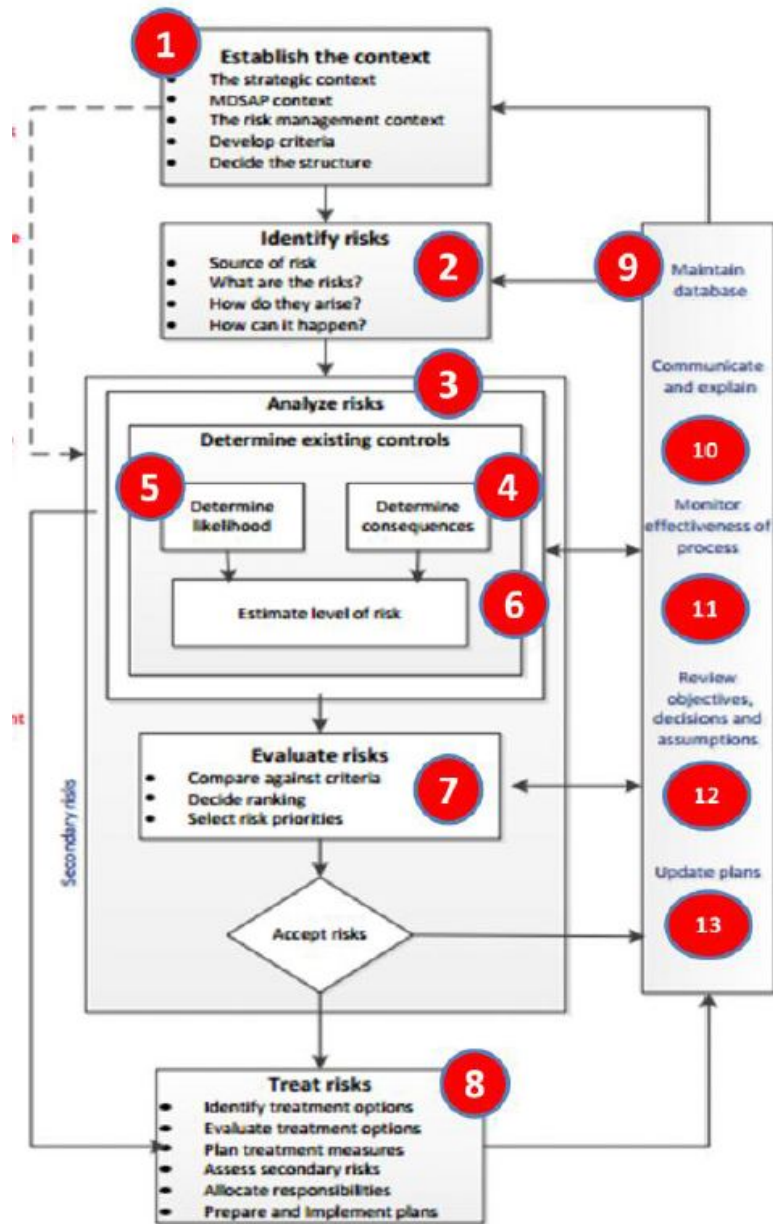 1
Establish the context
• The strategic context
• MDSAP context
• The risk management context
• Develop criteria
• Decide the structure
Identify risks
2
• Source of risk
• What are the risks?
• How do they arise?
• How can it happen?
3
Analyze risks
Determine existing controls
5
Determine
likelihood
4
Determine
consequences
Estimate level of risk
6
Evaluate risks
• Compare against criteria
• Decide ranking
• Select risk priorities
7
Accept risks
Secondary risks
Treat risks
8
• Identify treatment options
• Evaluate treatment options
• Plan treatment measures
• Assess secondary risks
• Allocate responsibilities
• Prepare and Implement plans
9
Maintain
database
Communicate
and explain
10
Monitor
effectiveness of
process
11
Review
objectives,
decisions and
assumptions
12
Update plans
13